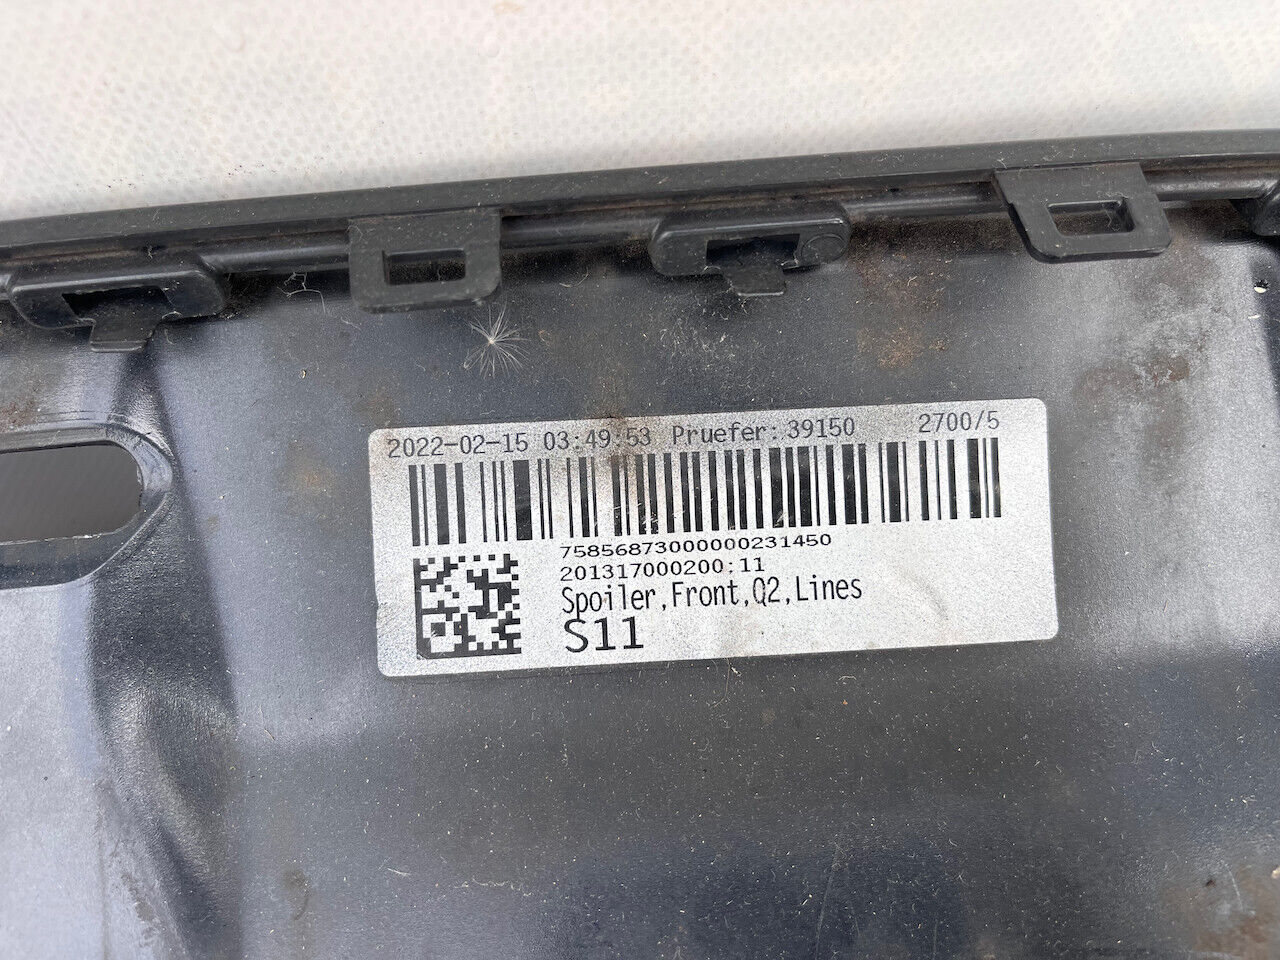 2022-02-15 03:49:53 Pruefer:39150 2700/5
75856873000000231450
201317000200:11
Spoiler,Front,Q2,Lines
S11